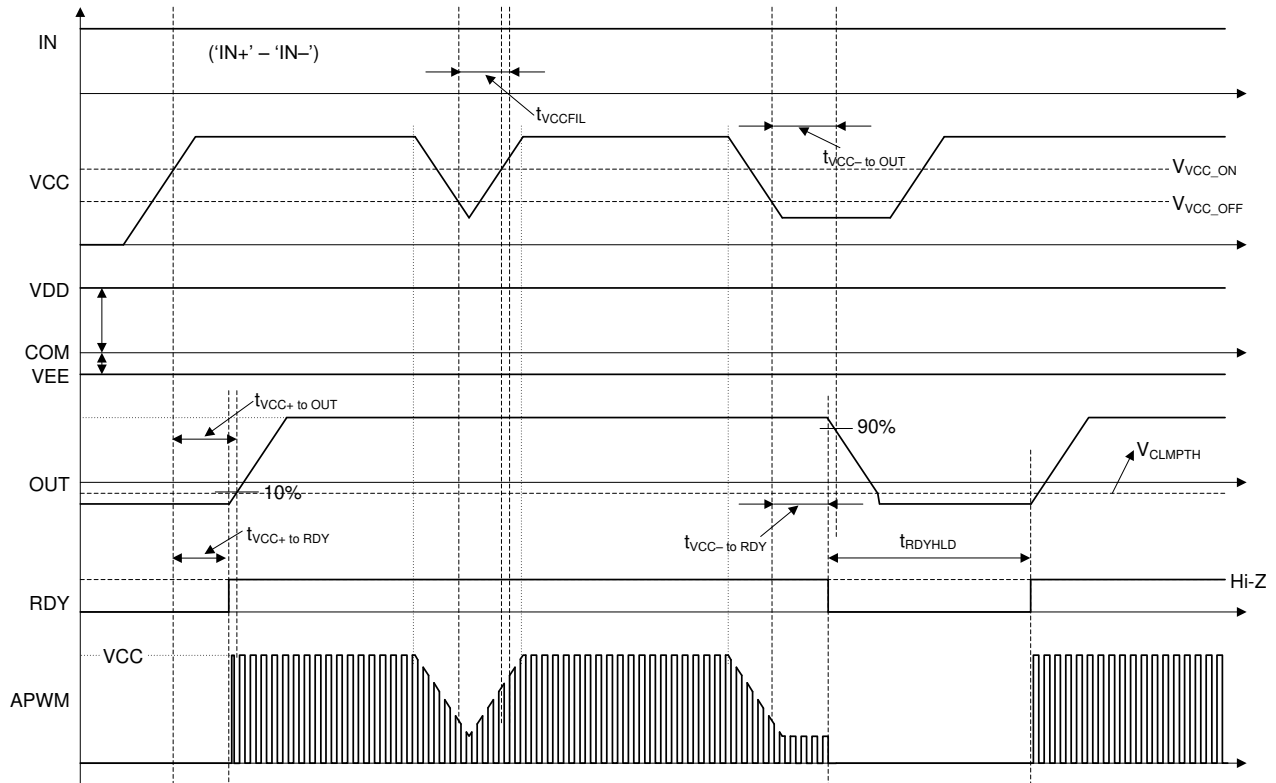 IN
('IN+' – 'IN–')
tVCCFIL
tVCC– to OUT
VCC
VVCC_ON
VVCC_OFF
VDD
COM
VEE
tVCC+ to OUT
90%
VCLMPTH
OUT
10%
tVCC+ to RDY
tVCC– to RDY
tRDYHLD
Hi-Z
RDY
VCC
APWM